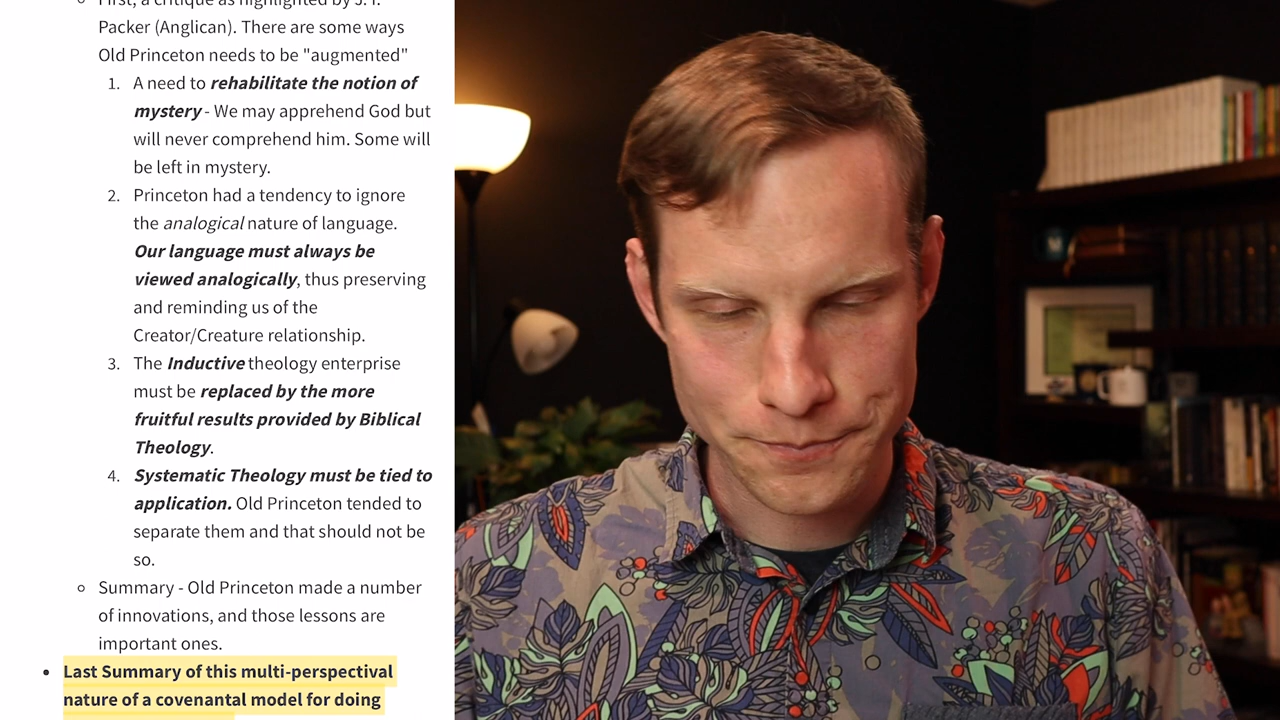 First, a critique as highlighted by J. I.
Packer (Anglican). There are some ways
Old Princeton needs to be "augmented"
1. A need to rehabilitate the notion of
mystery - We may apprehend God but
will never comprehend him. Some will
be left in mystery.
2. Princeton had a tendency to ignore
the analogical nature of language.
Our language must always be
viewed analogically, thus preserving
and reminding us of the
Creator/Creature relationship.
3. The Inductive theology enterprise
must be replaced by the more
fruitful results provided by Biblical
Theology.
4. Systematic Theology must be tied to
application. Old Princeton tended to
separate them and that should not be
so.
Summary - Old Princeton made a number
of innovations, and those lessons are
important ones.
Last Summary of this multi-perspectival
nature of a covenantal model for doing